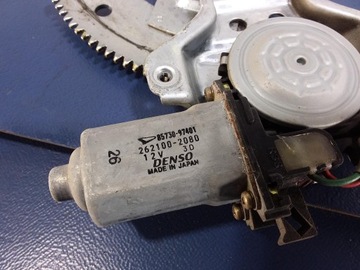 85730-97401
262100-2080
12V 3D
DENSO
MADE IN JAPAN
26